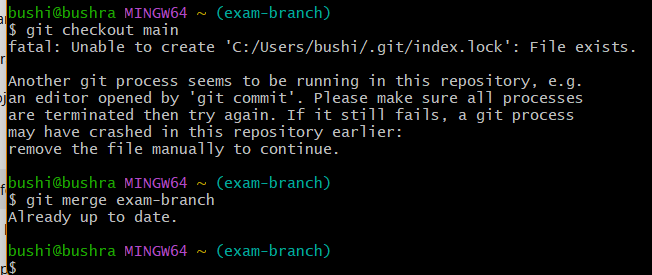 bushi@bushra MINGW64 ~ (exam-branch)
$ git checkout main
fatal: Unable to create 'C:/Users/bushi/.git/index.lock': File exists.
Another git process seems to be running in this repository, e.g.
an editor opened by 'git commit'. Please make sure all processes
are terminated then try again. If it still fails, a git process
may have crashed in this repository earlier:
remove the file manually to continue.
bushi@bushra MINGW64 ~ (exam-branch)
$ git merge exam-branch
Already up to date.
bushi@bushra MINGW64 ~ (exam-branch)
$